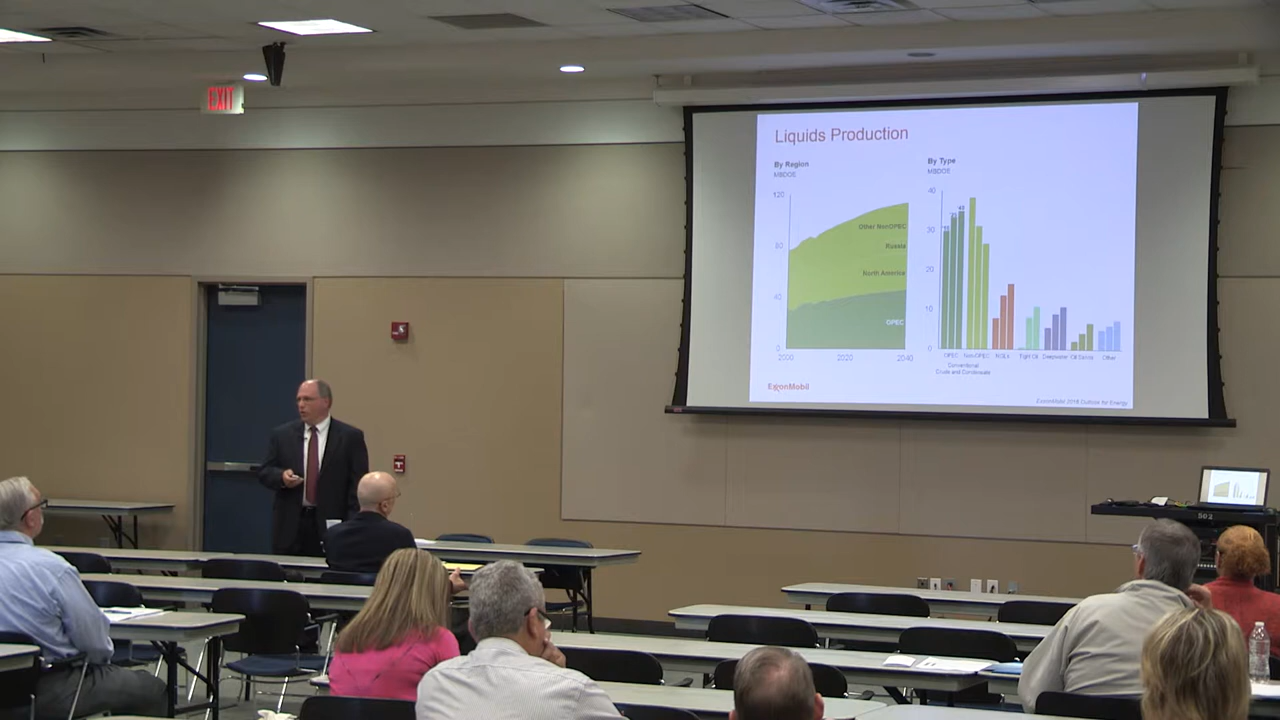 EXIT
Liquids Production
By Region
MBDOE
120
80
40
0
2000
2020
2040
Other NonOPEC
Russia
North America
OPEC
By Type
MBDOE
40
30
20
10
0
OPEC
NonOPEC
NGLs
Tight Oil
Deepwater
Oil Sands
Other
Conventional
Crude and Condensate
ExxonMobil
Outlook for Energy
502